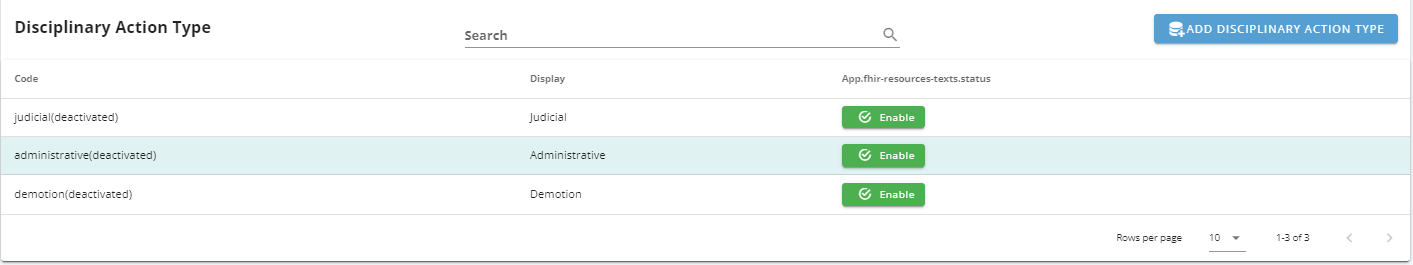 Disciplinary Action Type
Search
ADD DISCIPLINARY ACTION TYPE
Code Display App.fhir-resources-texts.status
judicial(deactivated) Judicial Enable
administrative(deactivated) Administrative Enable
demotion(deactivated) Demotion Enable
Rows per page 10 1-3 of 3